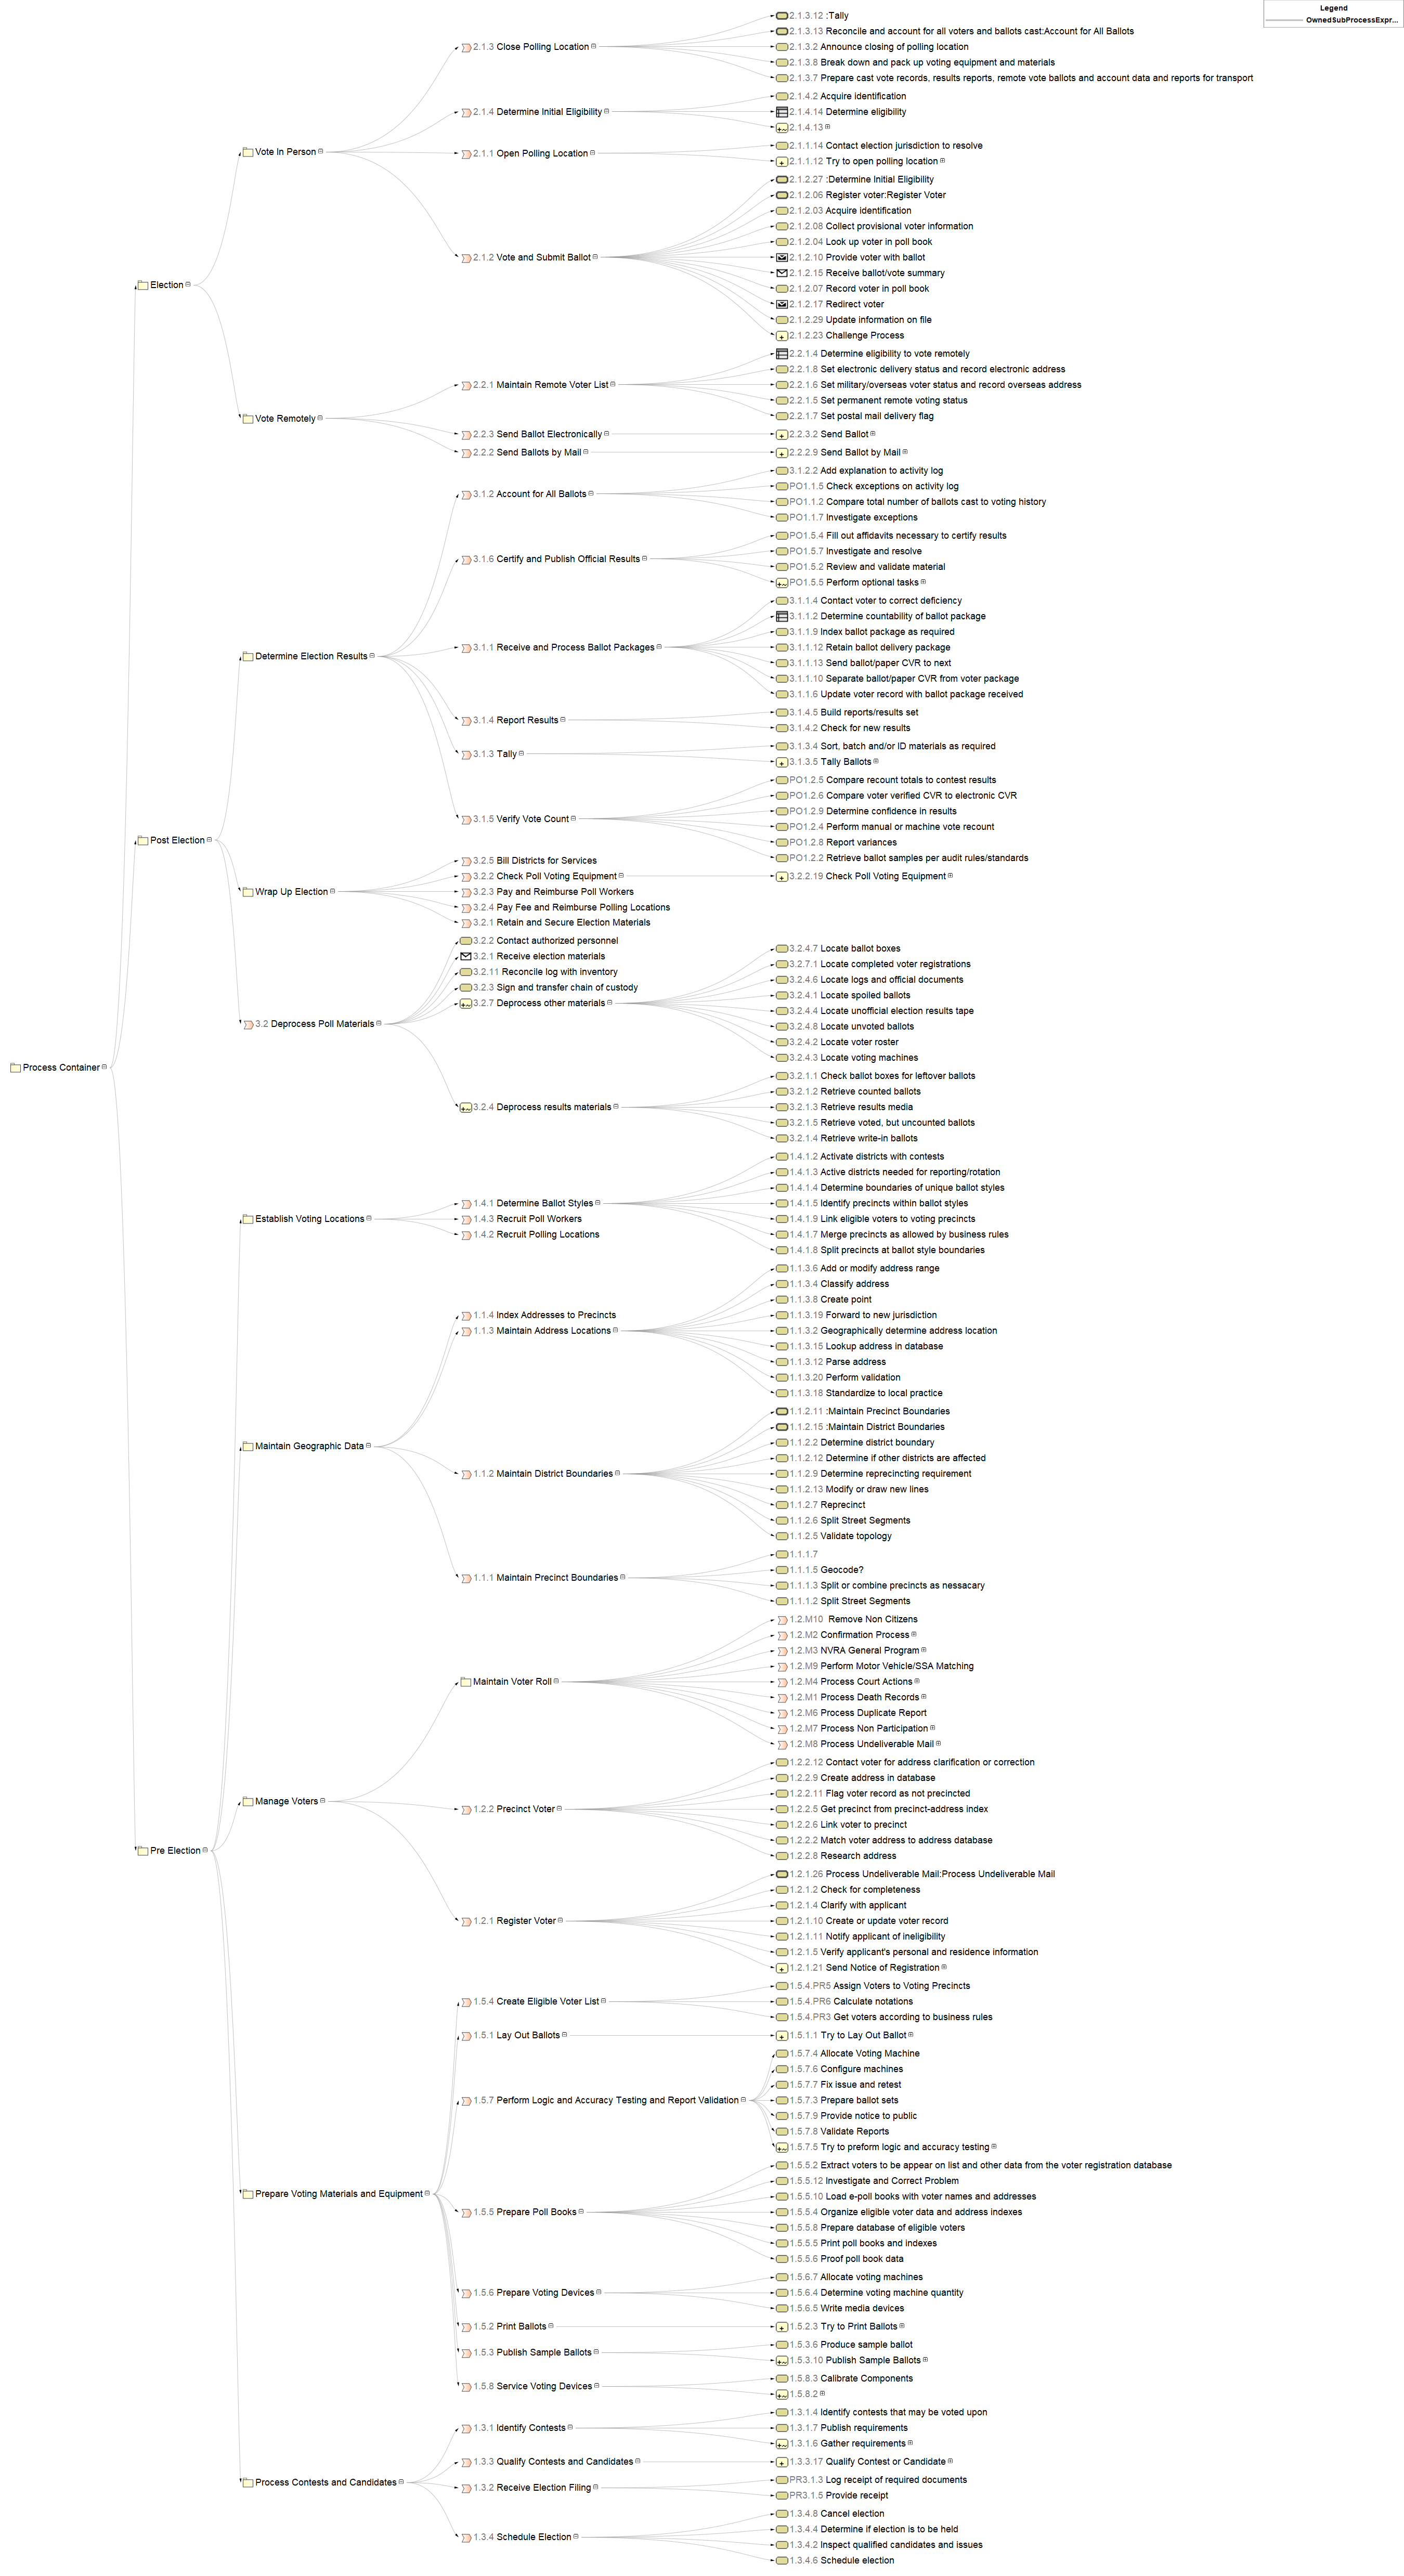 Legend
OwnedSubProcessExpr...
Process Container
Election
Vote In Person
2.1.3 Close Polling Location
2.1.3.12 :Tally
2.1.3.13 Reconcile and account for all voters and ballots cast:Account for All Ballots
2.1.3.2 Announce closing of polling location
2.1.3.8 Break down and pack up voting equipment and materials
2.1.3.7 Prepare cast vote records, results reports, remote vote ballots and account data and reports for transport
2.1.4 Determine Initial Eligibility
2.1.4.2 Acquire identification
2.1.4.14 Determine eligibility
2.1.4.13
2.1.1 Open Polling Location
2.1.1.14 Contact election jurisdiction to resolve
2.1.1.12 Try to open polling location
2.1.2 Vote and Submit Ballot
2.1.2.27 :Determine Initial Eligibility
2.1.2.06 Register voter:Register Voter
2.1.2.03 Acquire identification
2.1.2.08 Collect provisional voter information
2.1.2.04 Look up voter in poll book
2.1.2.10 Provide voter with ballot
2.1.2.15 Receive ballot/vote summary
2.1.2.07 Record voter in poll book
2.1.2.17 Redirect voter
2.1.2.29 Update information on file
2.1.2.23 Challenge Process
Vote Remotely
2.2.1 Maintain Remote Voter List
2.2.1.4 Determine eligibility to vote remotely
2.2.1.8 Set electronic delivery status and record electronic address
2.2.1.6 Set military/overseas voter status and record overseas address
2.2.1.5 Set permanent remote voting status
2.2.1.7 Set postal mail delivery flag
2.2.3 Send Ballot Electronically
2.2.3.2 Send Ballot
2.2.2 Send Ballots by Mail
2.2.2.9 Send Ballot by Mail
Post Election
Determine Election Results
3.1.2 Account for All Ballots
3.1.2.2 Add explanation to activity log
PO1.1.5 Check exceptions on activity log
PO1.1.2 Compare total number of ballots cast to voting history
PO1.1.7 Investigate exceptions
3.1.6 Certify and Publish Official Results
PO1.5.4 Fill out affidavits necessary to certify results
PO1.5.7 Investigate and resolve
PO1.5.2 Review and validate material
PO1.5.5 Perform optional tasks
3.1.1 Receive and Process Ballot Packages
3.1.1.4 Contact voter to correct deficiency
3.1.1.2 Determine countability of ballot package
3.1.1.9 Index ballot package as required
3.1.1.12 Retain ballot delivery package
3.1.1.13 Send ballot/paper CVR to next
3.1.1.10 Separate ballot/paper CVR from voter package
3.1.1.6 Update voter record with ballot package received
3.1.4 Report Results
3.1.4.5 Build reports/results set
3.1.4.2 Check for new results
3.1.3 Tally
3.1.3.4 Sort, batch and/or ID materials as required
3.1.3.5 Tally Ballots
3.1.5 Verify Vote Count
PO1.2.5 Compare recount totals to contest results
PO1.2.6 Compare voter verified CVR to electronic CVR
PO1.2.9 Determine confidence in results
PO1.2.4 Perform manual or machine vote recount
PO1.2.8 Report variances
PO1.2.2 Retrieve ballot samples per audit rules/standards
Wrap Up Election
3.2.5 Bill Districts for Services
3.2.2 Check Poll Voting Equipment
3.2.2.19 Check Poll Voting Equipment
3.2.3 Pay and Reimburse Poll Workers
3.2.4 Pay Fee and Reimburse Polling Locations
3.2.1 Retain and Secure Election Materials
3.2 Deprocess Poll Materials
3.2.2 Contact authorized personnel
3.2.1 Receive election materials
3.2.11 Reconcile log with inventory
3.2.3 Sign and transfer chain of custody
3.2.7 Deprocess other materials
3.2.4.7 Locate ballot boxes
3.2.7.1 Locate completed voter registrations
3.2.4.6 Locate logs and official documents
3.2.4.1 Locate spoiled ballots
3.2.4.4 Locate unofficial election results tape
3.2.4.8 Locate unvoted ballots
3.2.4.2 Locate voter roster
3.2.4.3 Locate voting machines
3.2.4 Deprocess results materials
3.2.1.1 Check ballot boxes for leftover ballots
3.2.1.2 Retrieve counted ballots
3.2.1.3 Retrieve results media
3.2.1.5 Retrieve voted, but uncounted ballots
3.2.1.4 Retrieve write-in ballots
Pre Election
Establish Voting Locations
1.4.1 Determine Ballot Styles
1.4.1.2 Activate districts with contests
1.4.1.3 Active districts needed for reporting/rotation
1.4.1.4 Determine boundaries of unique ballot styles
1.4.1.5 Identify precincts within ballot styles
1.4.1.9 Link eligible voters to voting precincts
1.4.1.7 Merge precincts as allowed by business rules
1.4.1.8 Split precincts at ballot style boundaries
1.4.3 Recruit Poll Workers
1.4.2 Recruit Polling Locations
Maintain Geographic Data
1.1.4 Index Addresses to Precincts
1.1.3 Maintain Address Locations
1.1.3.6 Add or modify address range
1.1.3.4 Classify address
1.1.3.8 Create point
1.1.3.19 Forward to new jurisdiction
1.1.3.2 Geographically determine address location
1.1.3.15 Lookup address in database
1.1.3.12 Parse address
1.1.3.20 Perform validation
1.1.3.18 Standardize to local practice
1.1.2 Maintain District Boundaries
1.1.2.11 :Maintain Precinct Boundaries
1.1.2.15 :Maintain District Boundaries
1.1.2.2 Determine district boundary
1.1.2.12 Determine if other districts are affected
1.1.2.9 Determine reprecincting requirement
1.1.2.13 Modify or draw new lines
1.1.2.7 Reprecinct
1.1.2.6 Split Street Segments
1.1.2.5 Validate topology
1.1.1 Maintain Precinct Boundaries
1.1.1.7
1.1.1.5 Geocode?
1.1.1.3 Split or combine precincts as nessacary
1.1.1.2 Split Street Segments
Manage Voters
Maintain Voter Roll
1.2.M10 Remove Non Citizens
1.2.M2 Confirmation Process
1.2.M3 NVRA General Program
1.2.M9 Perform Motor Vehicle/SSA Matching
1.2.M4 Process Court Actions
1.2.M1 Process Death Records
1.2.M6 Process Duplicate Report
1.2.M7 Process Non Participation
1.2.M8 Process Undeliverable Mail
1.2.2 Precinct Voter
1.2.2.12 Contact voter for address clarification or correction
1.2.2.9 Create address in database
1.2.2.11 Flag voter record as not precincted
1.2.2.5 Get precinct from precinct-address index
1.2.2.6 Link voter to precinct
1.2.2.2 Match voter address to address database
1.2.2.8 Research address
1.2.1 Register Voter
1.2.1.26 Process Undeliverable Mail:Process Undeliverable Mail
1.2.1.2 Check for completeness
1.2.1.4 Clarify with applicant
1.2.1.10 Create or update voter record
1.2.1.11 Notify applicant of ineligibility
1.2.1.5 Verify applicant's personal and residence information
1.2.1.21 Send Notice of Registration
Prepare Voting Materials and Equipment
1.5.4 Create Eligible Voter List
1.5.4.PR5 Assign Voters to Voting Precincts
1.5.4.PR6 Calculate notations
1.5.4.PR3 Get voters according to business rules
1.5.1 Lay Out Ballots
1.5.1.1 Try to Lay Out Ballot
1.5.7 Perform Logic and Accuracy Testing and Report Validation
1.5.7.4 Allocate Voting Machine
1.5.7.6 Configure machines
1.5.7.7 Fix issue and retest
1.5.7.3 Prepare ballot sets
1.5.7.9 Provide notice to public
1.5.7.8 Validate Reports
1.5.7.5 Try to preform logic and accuracy testing
1.5.5 Prepare Poll Books
1.5.5.2 Extract voters to be appear on list and other data from the voter registration database
1.5.5.12 Investigate and Correct Problem
1.5.5.10 Load e-poll books with voter names and addresses
1.5.5.4 Organize eligible voter data and address indexes
1.5.5.8 Prepare database of eligible voters
1.5.5.5 Print poll books and indexes
1.5.5.6 Proof poll book data
1.5.6 Prepare Voting Devices
1.5.6.7 Allocate voting machines
1.5.6.4 Determine voting machine quantity
1.5.6.5 Write media devices
1.5.2 Print Ballots
1.5.2.3 Try to Print Ballots
1.5.3 Publish Sample Ballots
1.5.3.6 Produce sample ballot
1.5.3.10 Publish Sample Ballots
1.5.8 Service Voting Devices
1.5.8.3 Calibrate Components
1.5.8.2
Process Contests and Candidates
1.3.1 Identify Contests
1.3.1.4 Identify contests that may be voted upon
1.3.1.7 Publish requirements
1.3.1.6 Gather requirements
1.3.3 Qualify Contests and Candidates
1.3.3.17 Qualify Contest or Candidate
1.3.2 Receive Election Filing
PR3.1.3 Log receipt of required documents
PR3.1.5 Provide receipt
1.3.4 Schedule Election
1.3.4.8 Cancel election
1.3.4.4 Determine if election is to be held
1.3.4.2 Inspect qualified candidates and issues
1.3.4.6 Schedule election